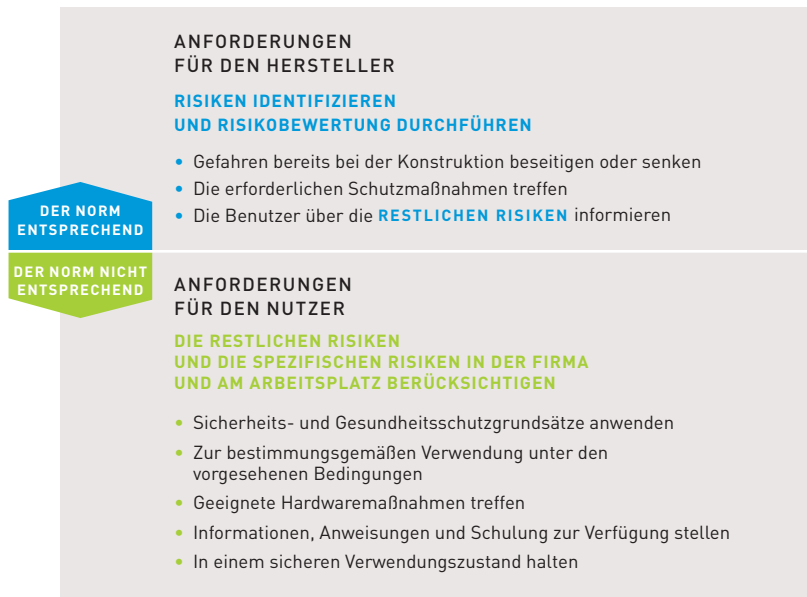 ANFORDERUNGEN
FÜR DEN HERSTELLER
RISIKEN IDENTIFIZIEREN
UND RISIKOBEWERTUNG DURCHFÜHREN
• Gefahren bereits bei der Konstruktion beseitigen oder senken
• Die erforderlichen Schutzmaßnahmen treffen
• Die Benutzer über die RESTLICHEN RISIKEN informieren
DER NORM
ENTSPRECHEND
DER NORM NICHT
ENTSPRECHEND
ANFORDERUNGEN
FÜR DEN NUTZER
DIE RESTLICHEN RISIKEN
UND DIE SPEZIFISCHEN RISIKEN IN DER FIRMA
UND AM ARBEITSPLATZ BERÜCKSICHTIGEN
• Sicherheits- und Gesundheitsschutzgrundsätze anwenden
• Zur bestimmungsgemäßen Verwendung unter den
vorgesehenen Bedingungen
• Geeignete Hardwaremaßnahmen treffen
• Informationen, Anweisungen und Schulung zur Verfügung stellen
• In einem sicheren Verwendungszustand halten